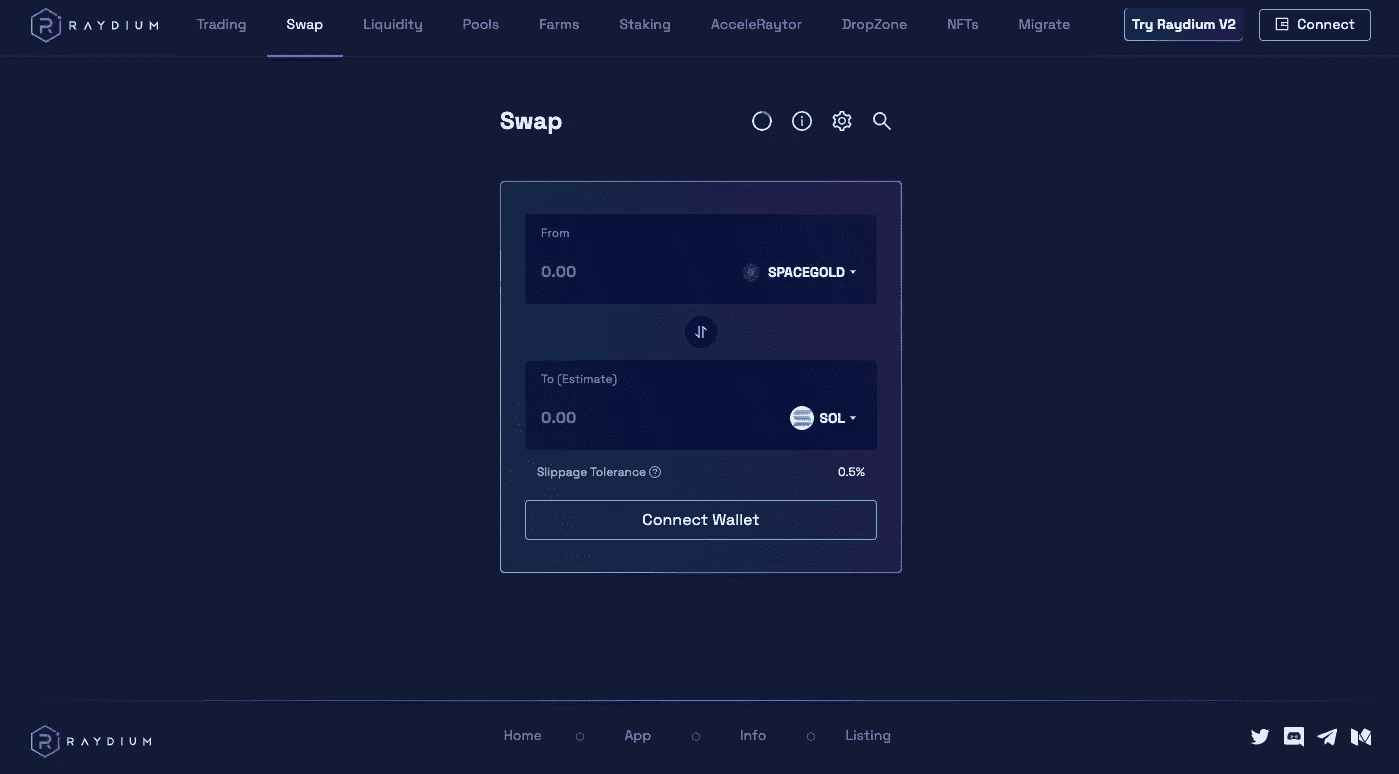 RAYDIUM Trading Swap Liquidity Pools Farms Staking AcceleRaytor DropZone NFTs Migrate Try Raydium V2 Connect
Swap
From
0.00 SPACEGOLD
To (Estimate)
0.00 SOL
Slippage Tolerance 0.5%
Connect Wallet
RAYDIUM Home App Info Listing